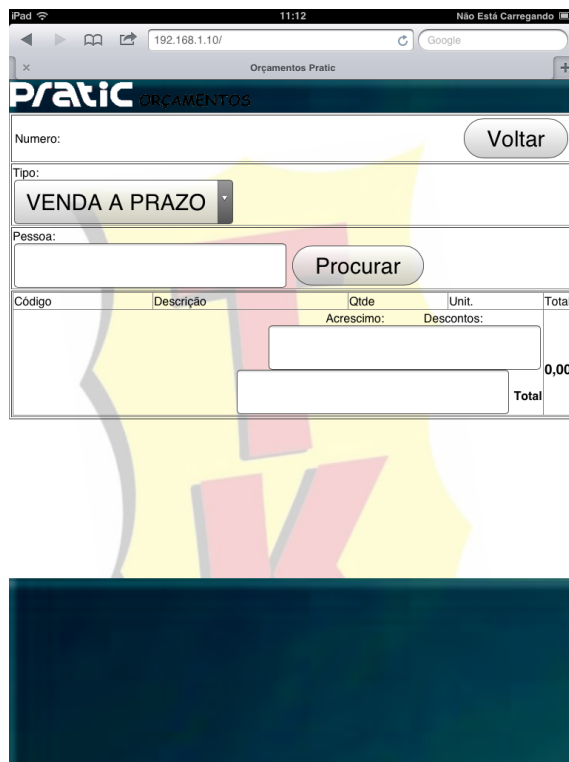 iPad 11:12 Não Está Carregando
192.168.1.10/ Google
× Orçamentos Pratic +
Pratic ORÇAMENTOS
Numero: Voltar
Tipo:
VENDA A PRAZO
Pessoa:
Procurar
Código Descrição Qtde Unit. Total
Acrescimo: Descontos:
0,00
Total
TK